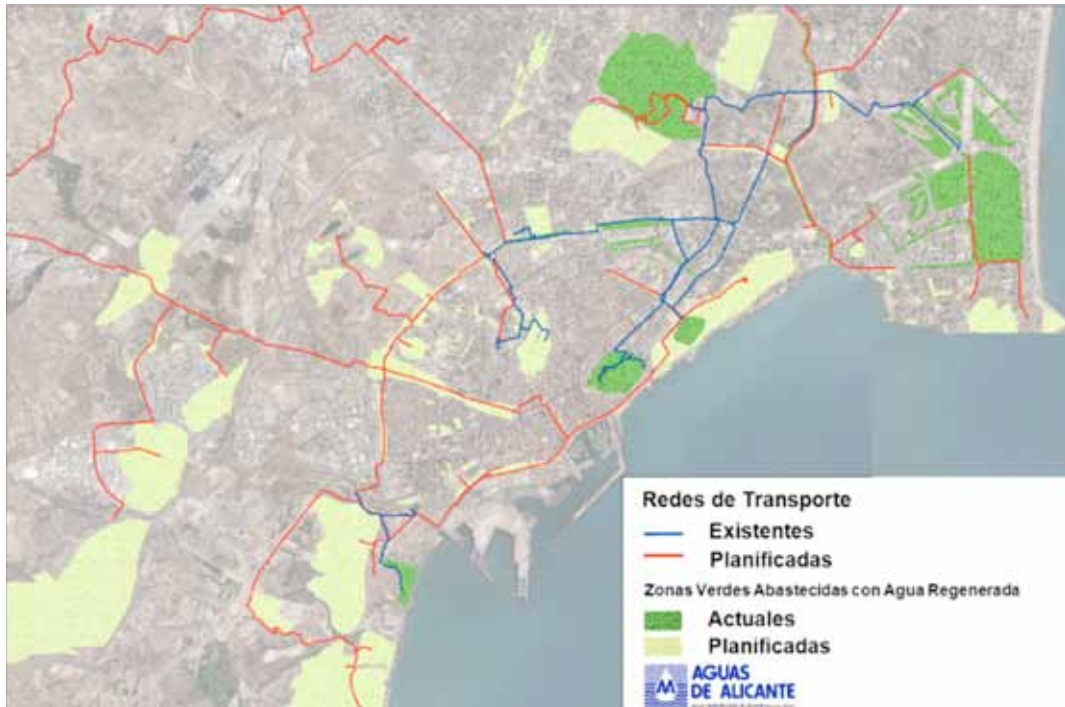 Redes de Transporte
Existentes
Planificadas
Zonas Verdes Abastecidas con Agua Regenerada
Actuales
Planificadas
AGUAS
DE ALICANTE